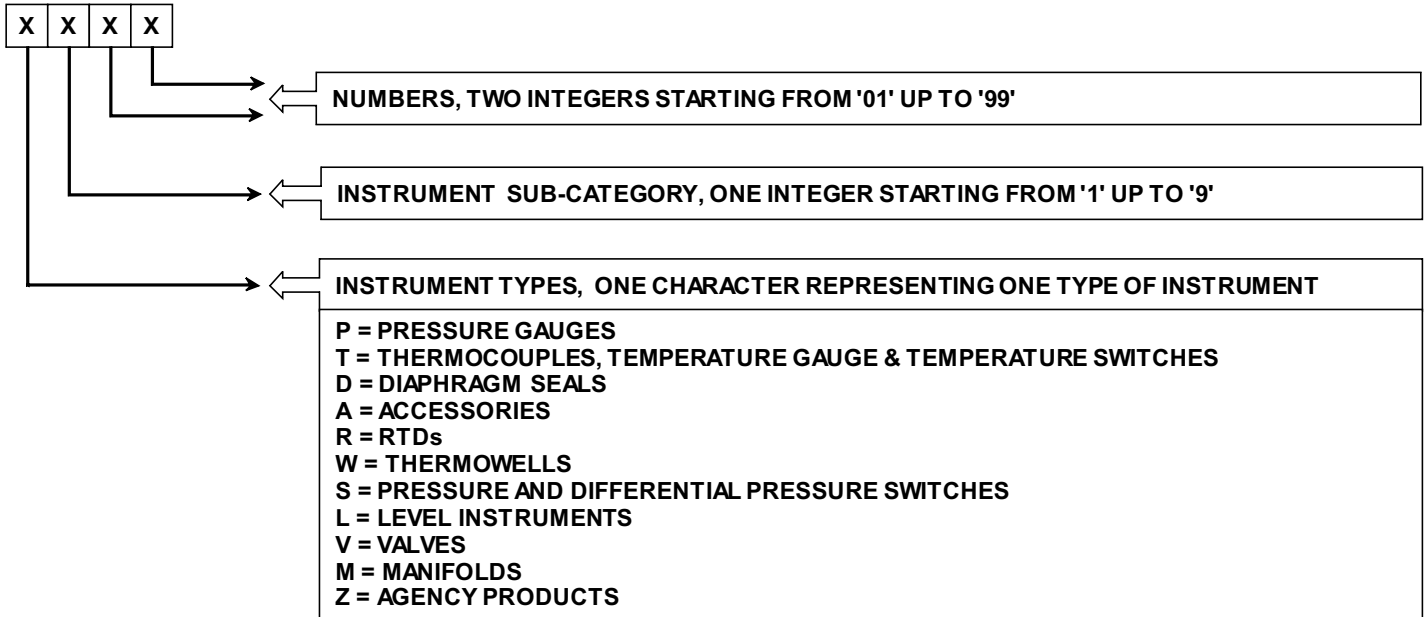 X X X X
NUMBERS, TWO INTEGERS STARTING FROM '01' UP TO '99'
INSTRUMENT SUB-CATEGORY, ONE INTEGER STARTING FROM '1' UP TO '9'
INSTRUMENT TYPES, ONE CHARACTER REPRESENTING ONE TYPE OF INSTRUMENT
P = PRESSURE GAUGES
T = THERMOCOUPLES, TEMPERATURE GAUGE & TEMPERATURE SWITCHES
D = DIAPHRAGM SEALS
A = ACCESSORIES
R = RTDs
W = THERMOWELLS
S = PRESSURE AND DIFFERENTIAL PRESSURE SWITCHES
L = LEVEL INSTRUMENTS
V = VALVES
M = MANIFOLDS
Z = AGENCY PRODUCTS